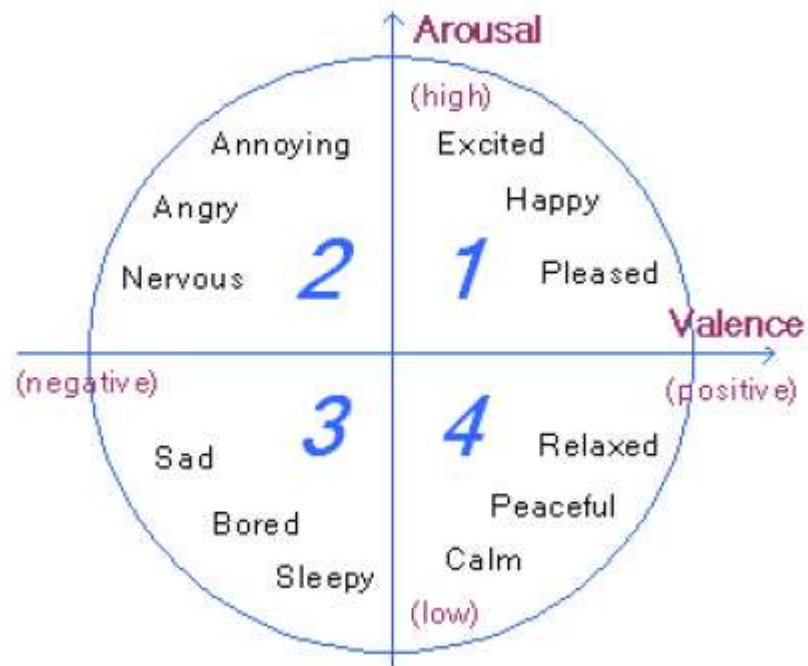 Arousal
(high)
Annoying Excited
Angry Happy
2 1
Nervous Pleased
Valence
(negative) (positive)
3 4
Sad Relaxed
Bored Peaceful
Sleepy Calm
(low)